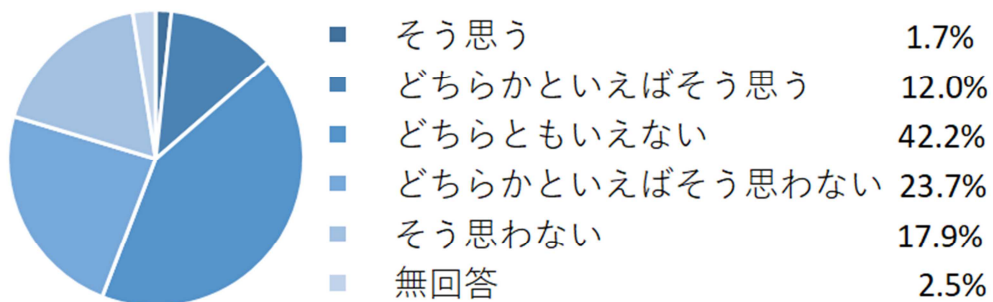 そう思う 1.7%
どちらかといえばそう思う 12.0%
どちらともいえない 42.2%
どちらかといえばそう思わない 23.7%
そう思わない 17.9%
無回答 2.5%